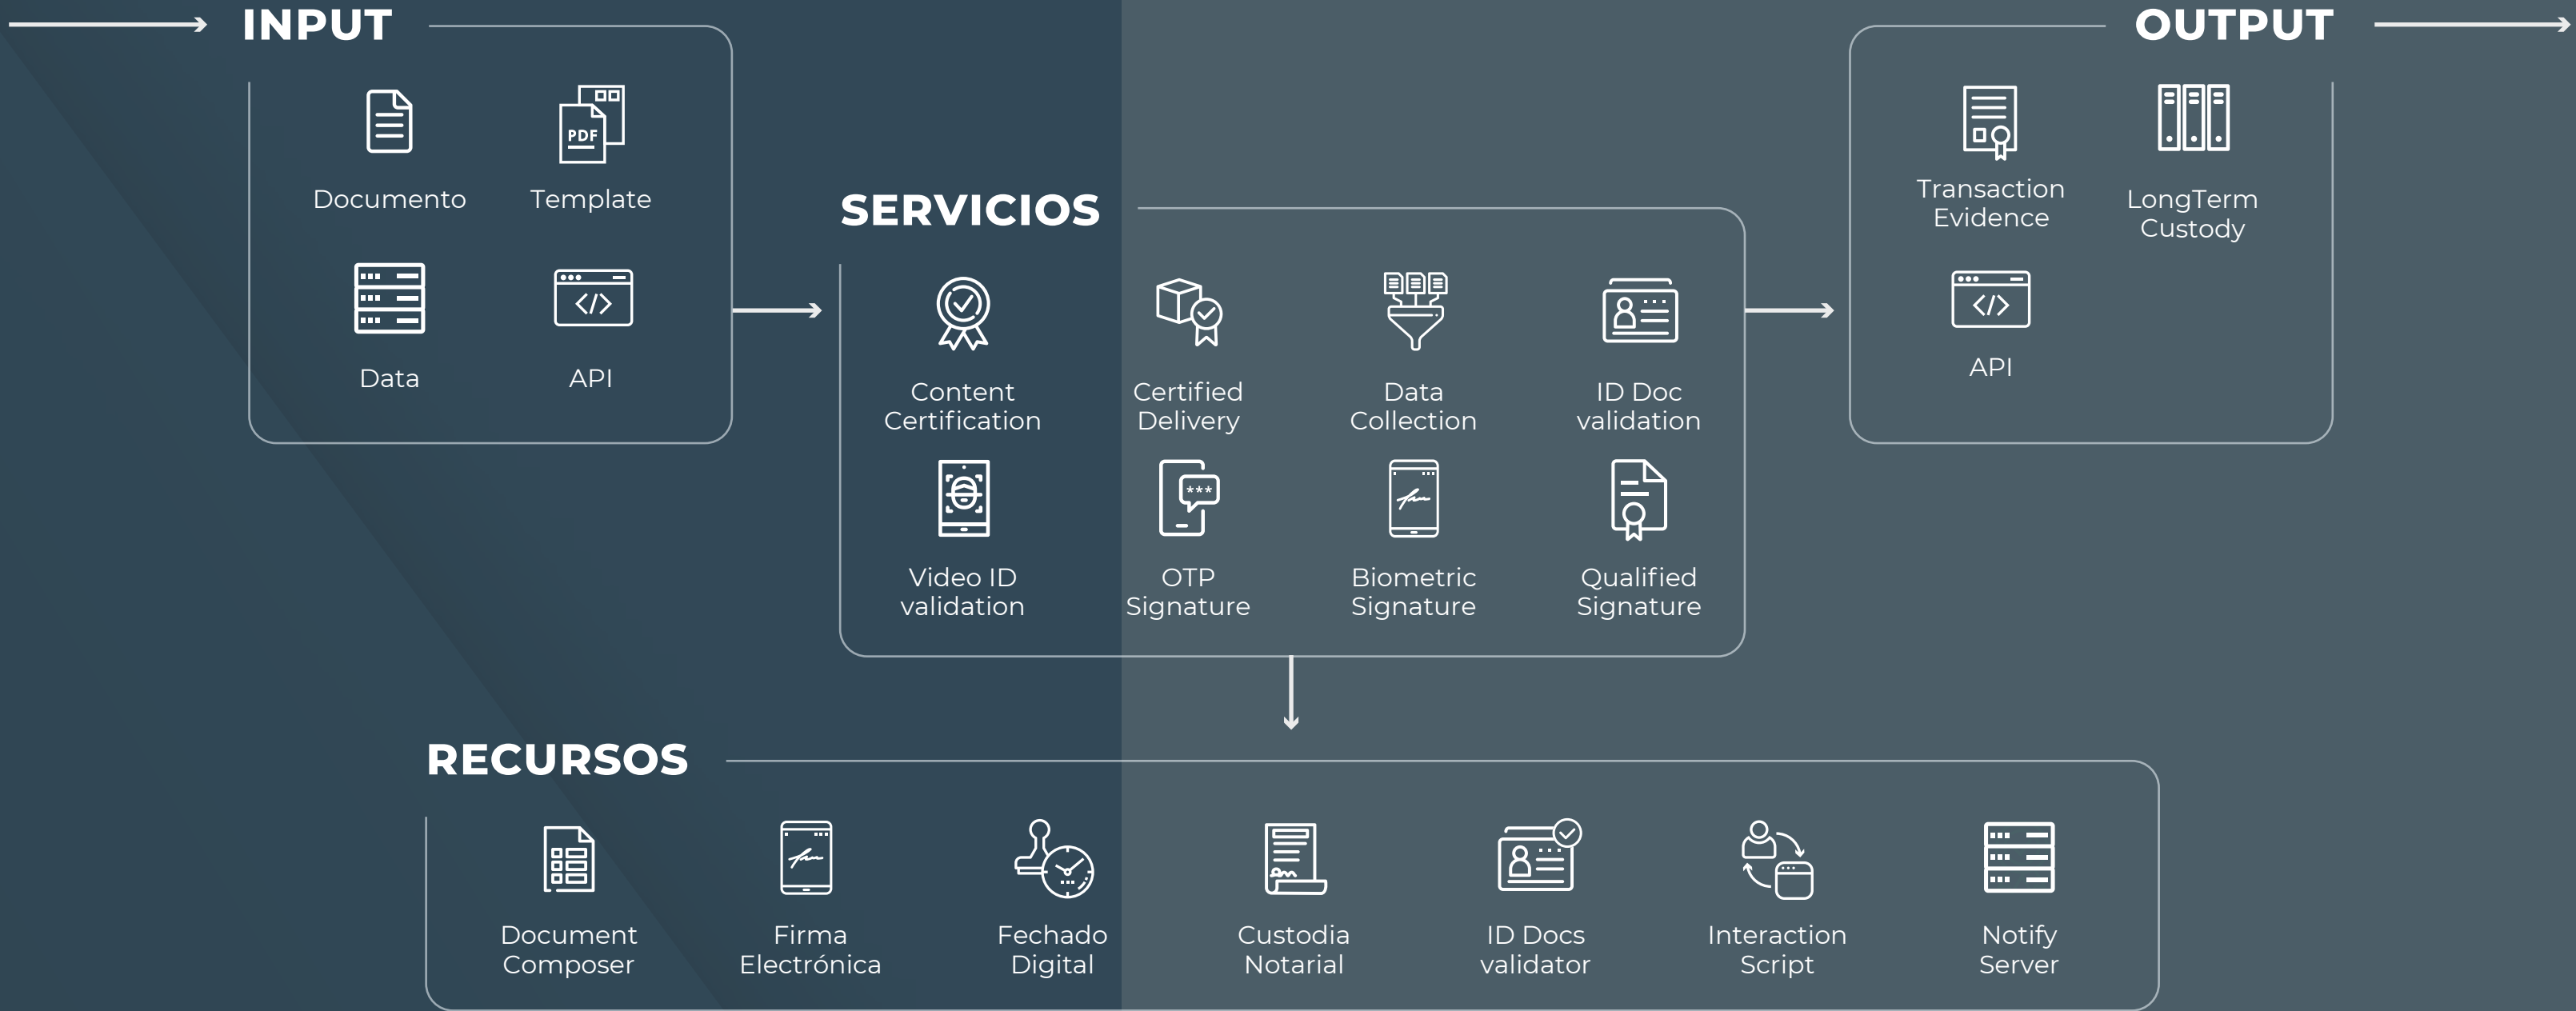 INPUT
Documento
Template
PDF
Data
API
SERVICIOS
Content
Certification
Certified
Delivery
Data
Collection
ID Doc
validation
Video ID
validation
***
OTP
Signature
Biometric
Signature
Qualified
Signature
OUTPUT
Transaction
Evidence
LongTerm
Custody
API
RECURSOS
Document
Composer
Firma
Electrónica
Fechado
Digital
Custodia
Notarial
ID Docs
validator
Interaction
Script
Notify
Server